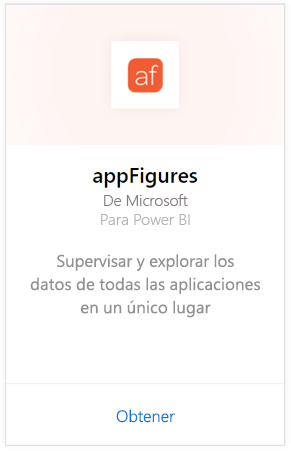 af
appFigures
De Microsoft
Para Power BI
Supervisar y explorar los
datos de todas las aplicaciones
en un único lugar
Obtener